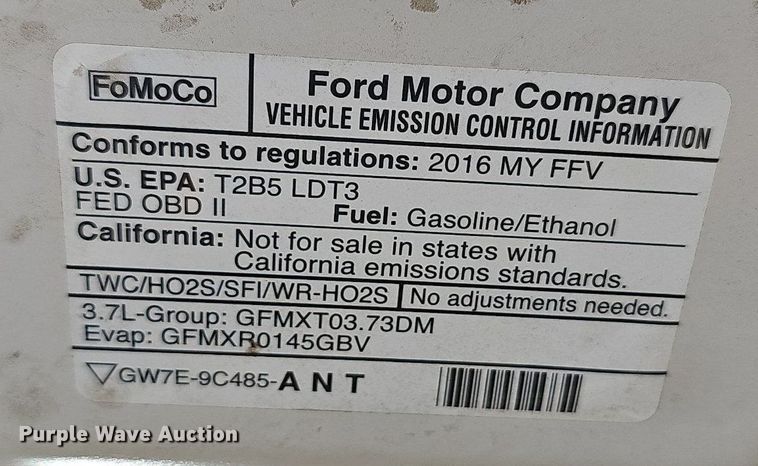 FoMoCo
Ford Motor Company
VEHICLE EMISSION CONTROL INFORMATION
Conforms to regulations: 2016 MY FFV
U.S. EPA: T2B5 LDT3
FED OBD II Fuel: Gasoline/Ethanol
California: Not for sale in states with
California emissions standards.
TWC/HO2S/SFI/WR-HO2S No adjustments needed.
3.7L-Group: GFMXT03.73DM
Evap: GFMXR0145GBV
GW7E-9C485-A N T
Purple Wave Auction